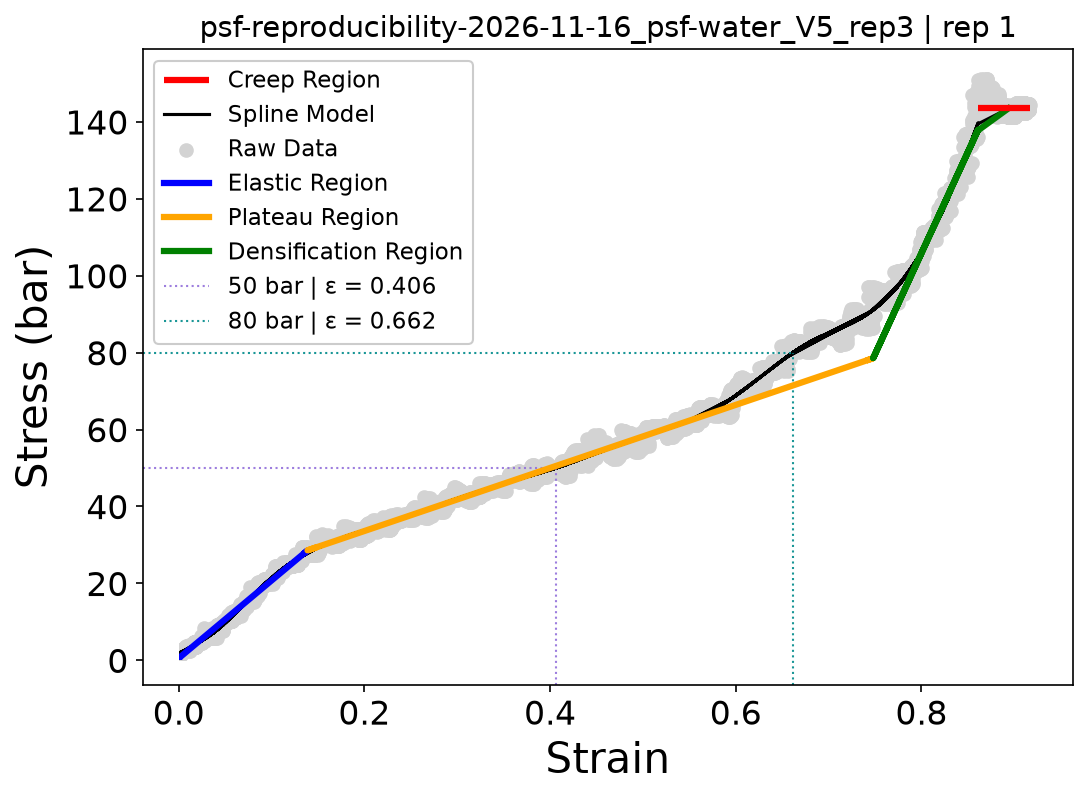 psf-reproducibility-2026-11-16_psf-water_V5_rep3 | rep 1
Creep Region
Spline Model
Raw Data
Elastic Region
Plateau Region
Densification Region
50 bar | ε = 0.406
80 bar | ε = 0.662
Stress (bar)
140
120
100
80
60
40
20
0
0.0 0.2 0.4 0.6 0.8
Strain